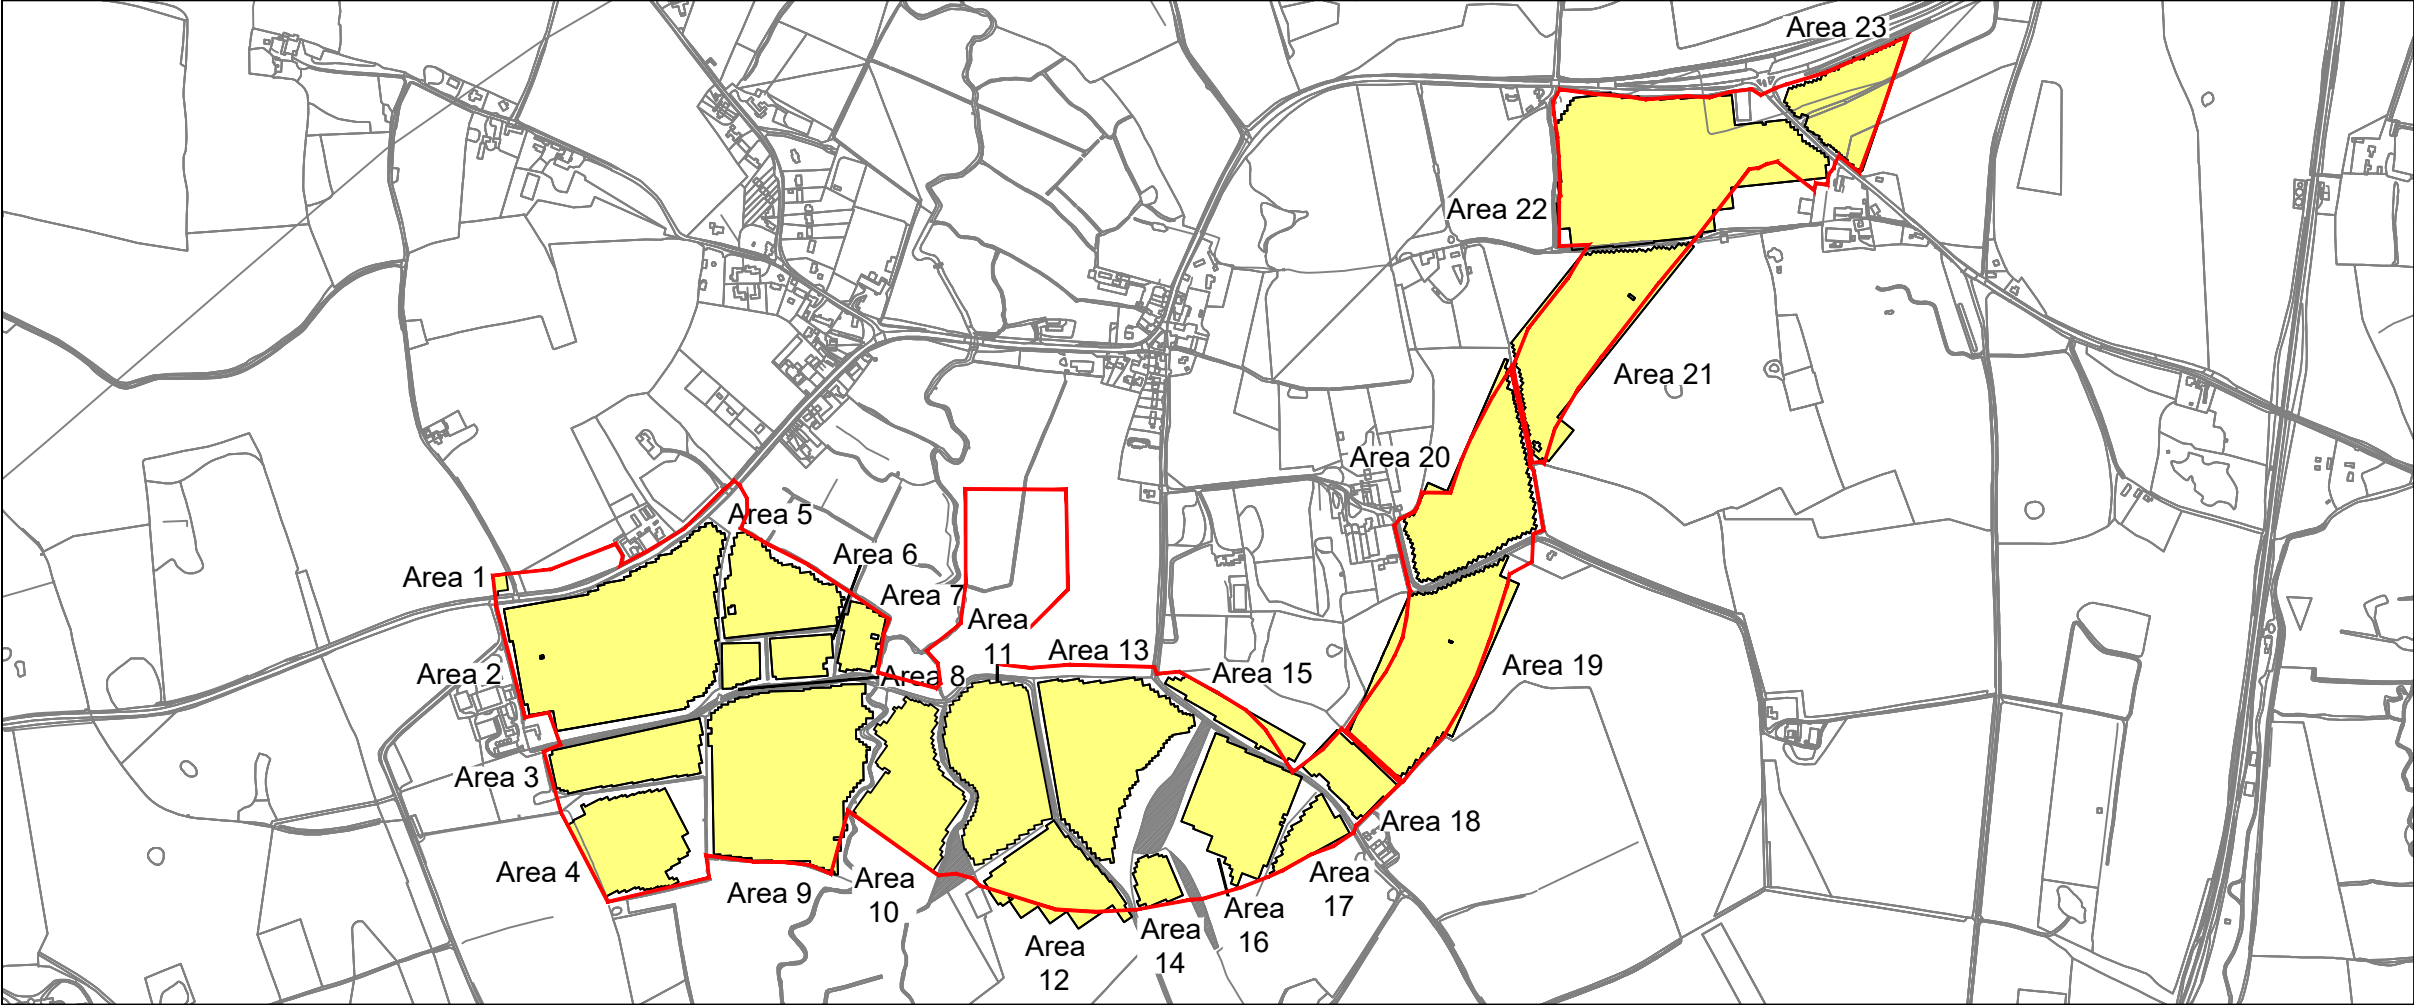 Area 23
Area 22
Area 21
Area 20
Area 5
Area 6
Area 1
Area 7
Area
11
Area 13
Area 15
Area 19
Area 2
Area 8
Area 3
Area 18
Area 4
Area 9
Area
10
Area
17
Area
16
Area
14
Area
12